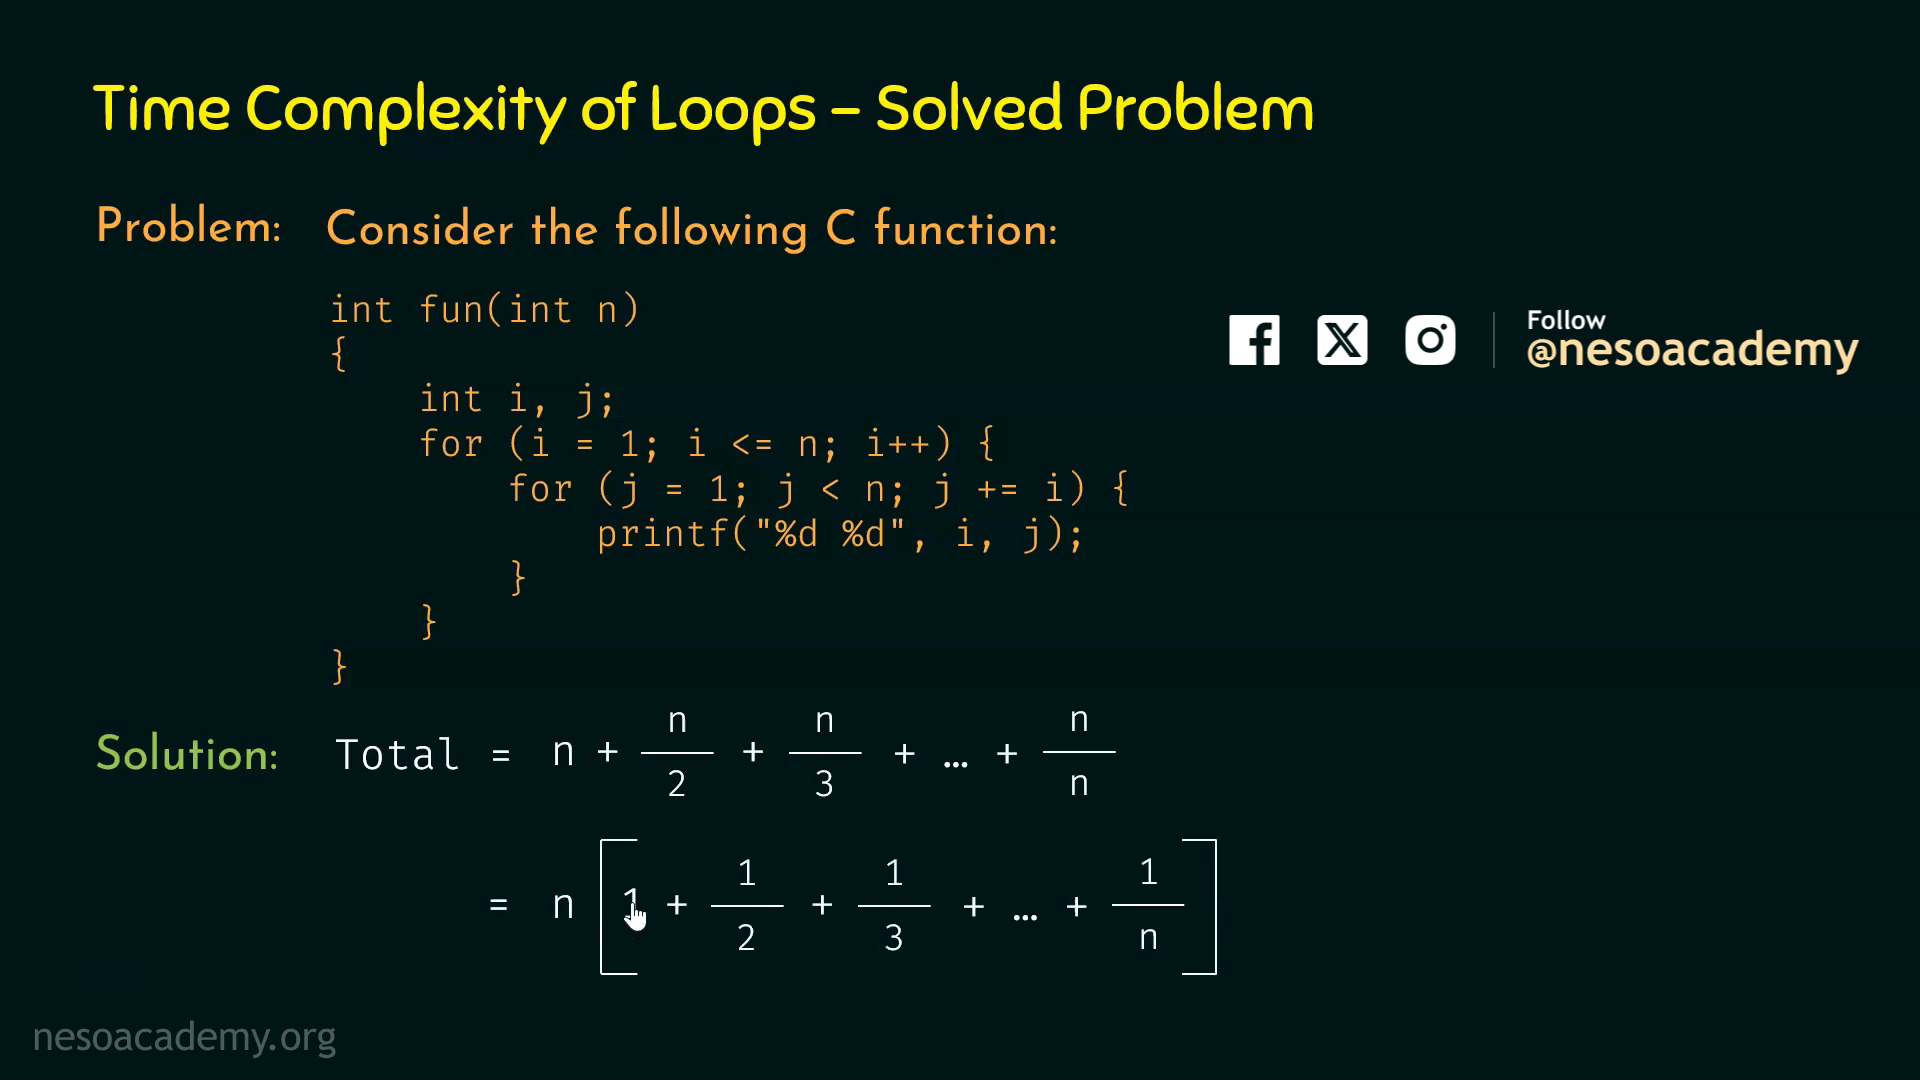 Time Complexity of Loops – Solved Problem
Problem: Consider the following C function:
int fun(int n)
{
    int i, j;
    for (i = 1; i <= n; i++) {
        for (j = 1; j < n; j += i) {
            printf("%d %d", i, j);
        }
    }
}
Follow
@nesoacademy
Solution: Total = n + n/2 + n/3 + … + n/n
= n [1 + 1/2 + 1/3 + … + 1/n]
nesoacademy.org